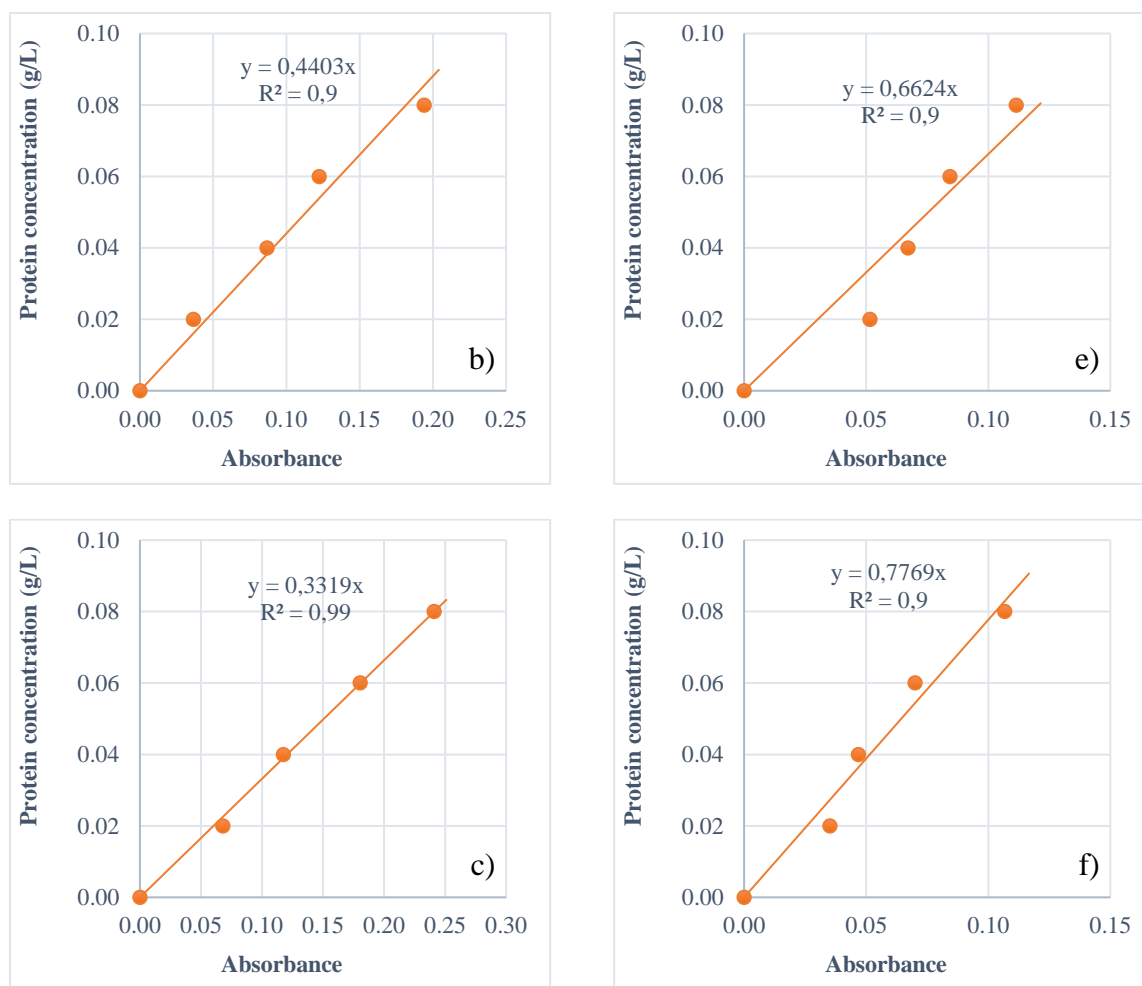 Protein concentration (g/L)
0.10
0.08
0.06
0.04
0.02
0.00
y = 0,4403x
R² = 0,9
b)
0.00 0.05 0.10 0.15 0.20 0.25
Absorbance
Protein concentration (g/L)
0.10
0.08
0.06
0.04
0.02
0.00
y = 0,6624x
R² = 0,9
e)
0.00 0.05 0.10 0.15
Absorbance
Protein concentration (g/L)
0.10
0.08
0.06
0.04
0.02
0.00
y = 0,3319x
R² = 0,99
c)
0.00 0.05 0.10 0.15 0.20 0.25 0.30
Absorbance
Protein concentration (g/L)
0.10
0.08
0.06
0.04
0.02
0.00
y = 0,7769x
R² = 0,9
f)
0.00 0.05 0.10 0.15
Absorbance